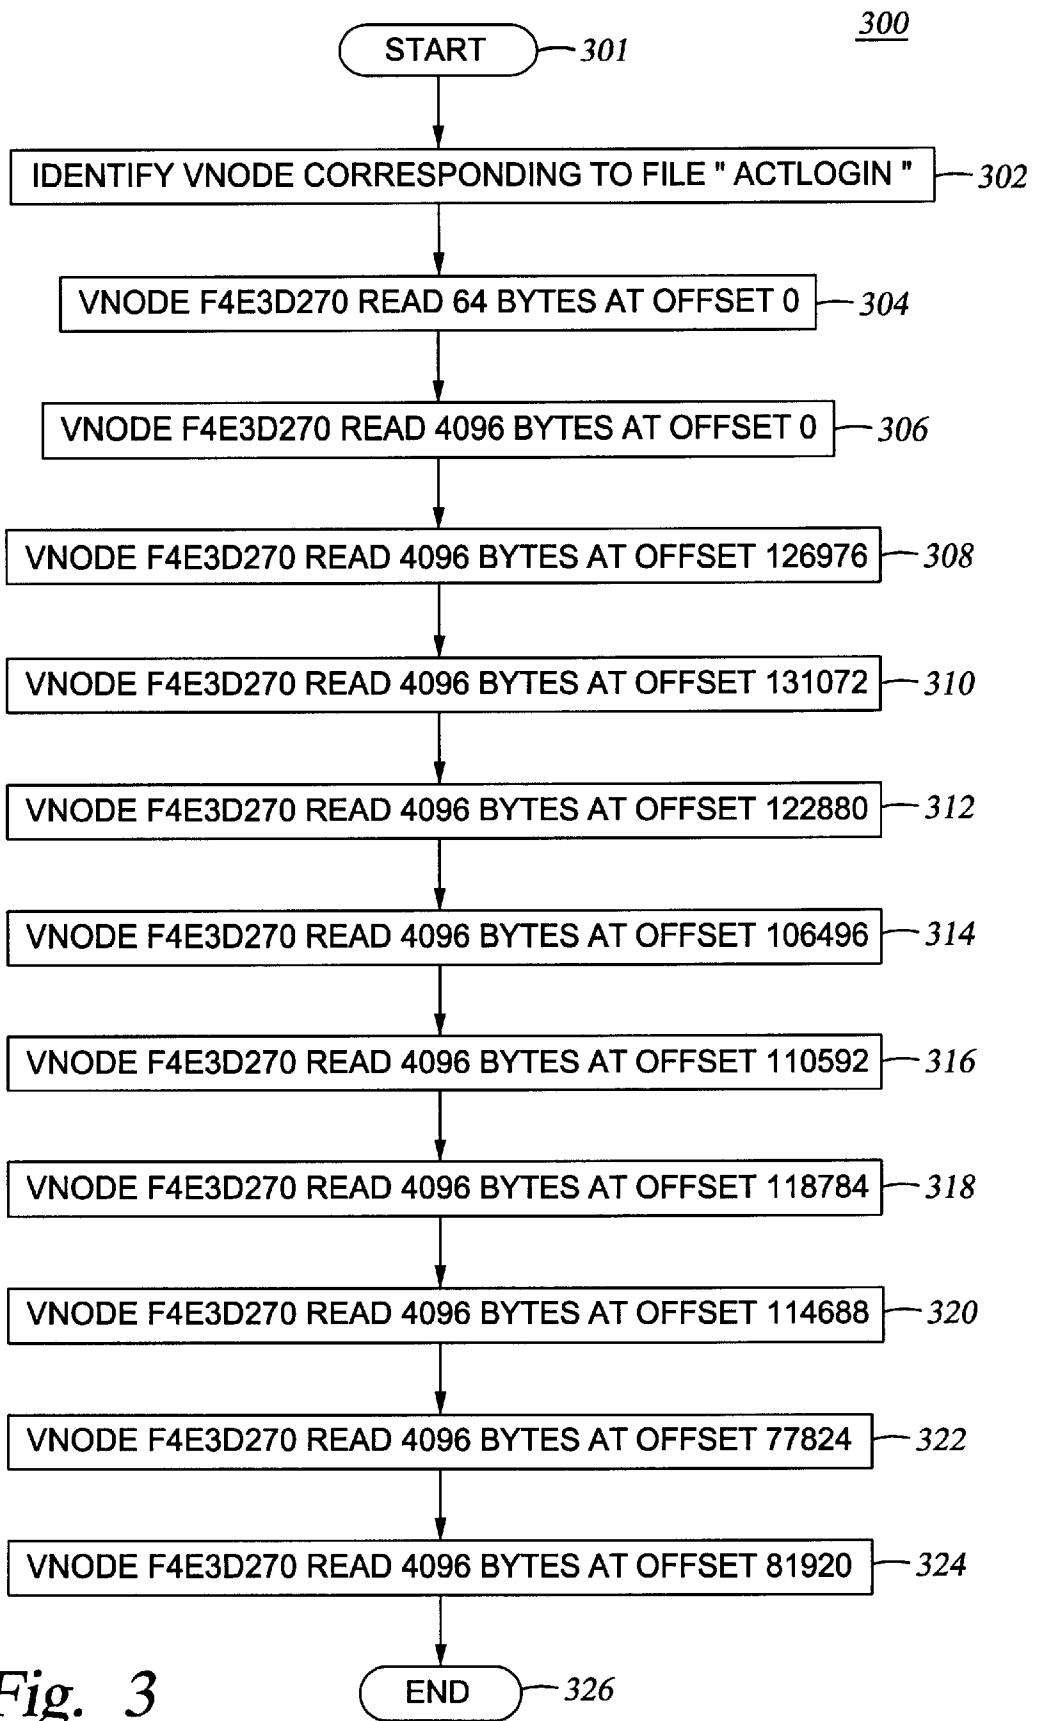 300
START 301
IDENTIFY VNODE CORRESPONDING TO FILE " ACTLOGIN " 302
VNODE F4E3D270 READ 64 BYTES AT OFFSET 0 304
VNODE F4E3D270 READ 4096 BYTES AT OFFSET 0 306
VNODE F4E3D270 READ 4096 BYTES AT OFFSET 126976 308
VNODE F4E3D270 READ 4096 BYTES AT OFFSET 131072 310
VNODE F4E3D270 READ 4096 BYTES AT OFFSET 122880 312
VNODE F4E3D270 READ 4096 BYTES AT OFFSET 106496 314
VNODE F4E3D270 READ 4096 BYTES AT OFFSET 110592 316
VNODE F4E3D270 READ 4096 BYTES AT OFFSET 118784 318
VNODE F4E3D270 READ 4096 BYTES AT OFFSET 114688 320
VNODE F4E3D270 READ 4096 BYTES AT OFFSET 77824 322
VNODE F4E3D270 READ 4096 BYTES AT OFFSET 81920 324
END 326
Fig. 3